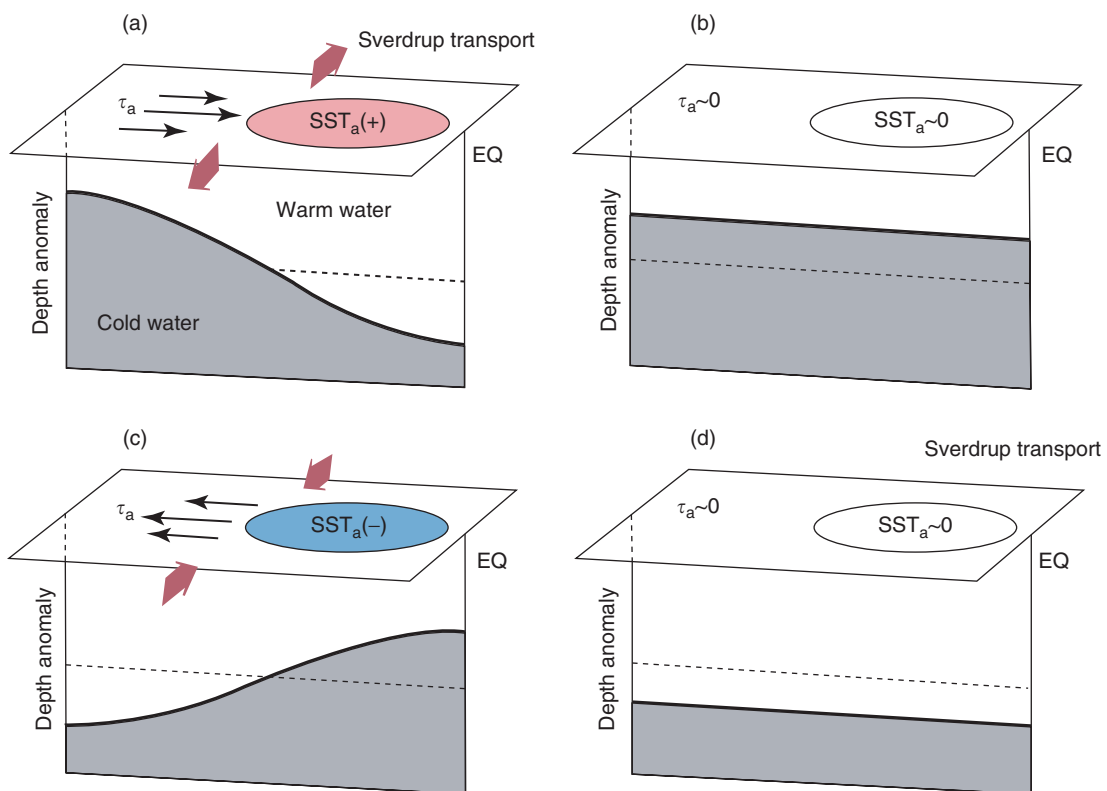 (a)
Sverdrup transport
τa
SSTa(+)
EQ
Warm water
Depth anomaly
Cold water
(b)
τa~0
SSTa~0
EQ
Depth anomaly
(c)
τa
SSTa(–)
EQ
Depth anomaly
(d)
Sverdrup transport
τa~0
SSTa~0
EQ
Depth anomaly